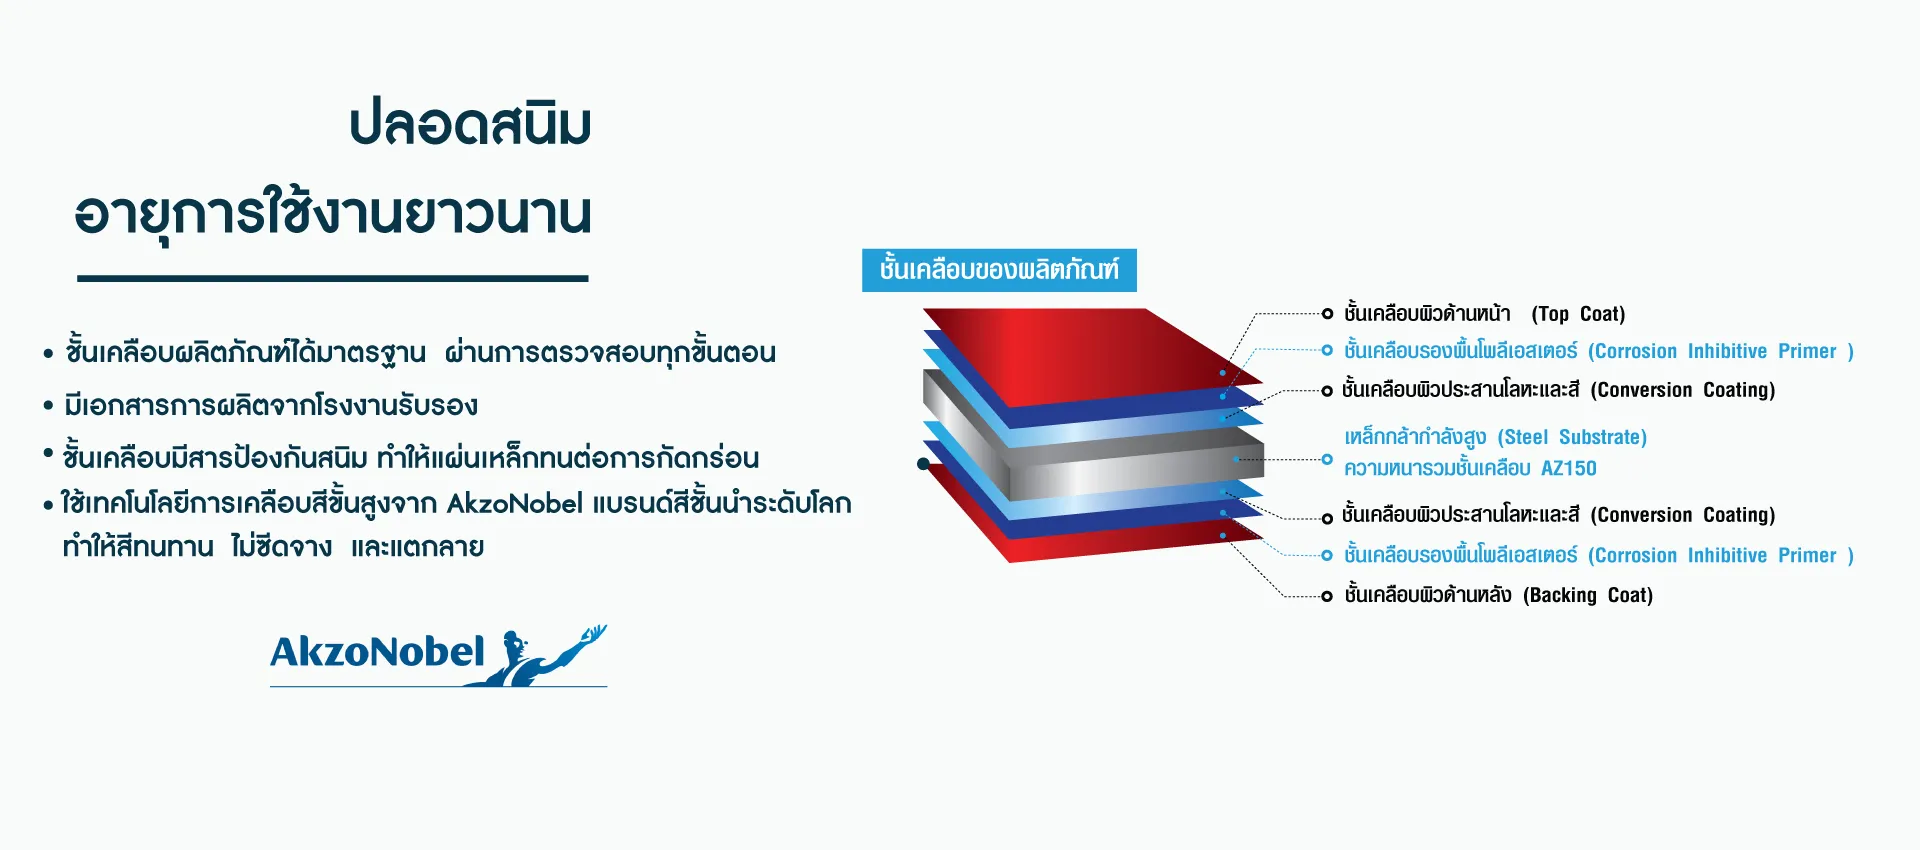 ปลอดสนิม
อายุการใช้งานยาวนาน
• ชั้นเคลือบผลิตภัณฑ์ได้มาตรฐาน ผ่านการตรวจสอบทุกขั้นตอน
• มีเอกสารการผลิตจากโรงงานรับรอง
• ชั้นเคลือบมีสารป้องกันสนิม ทำให้แผ่นเหล็กทนต่อการกัดกร่อน
• ใช้เทคโนโลยีการเคลือบสีขั้นสูงจาก AkzoNobel แบรนด์สีชั้นนำระดับโลก
ทำให้สีทนทาน ไม่ซีดจาง และแตกลาย
AkzoNobel
ชั้นเคลือบของผลิตภัณฑ์
ชั้นเคลือบผิวด้านหน้า (Top Coat)
ชั้นเคลือบรองพื้นโพลีเอสเตอร์ (Corrosion Inhibitive Primer )
ชั้นเคลือบผิวประสานโลหะและสี (Conversion Coating)
เหล็กกล้ากำลังสูง (Steel Substrate)
ความหนารวมชั้นเคลือบ AZ150
ชั้นเคลือบผิวประสานโลหะและสี (Conversion Coating)
ชั้นเคลือบรองพื้นโพลีเอสเตอร์ (Corrosion Inhibitive Primer )
ชั้นเคลือบผิวด้านหลัง (Backing Coat)